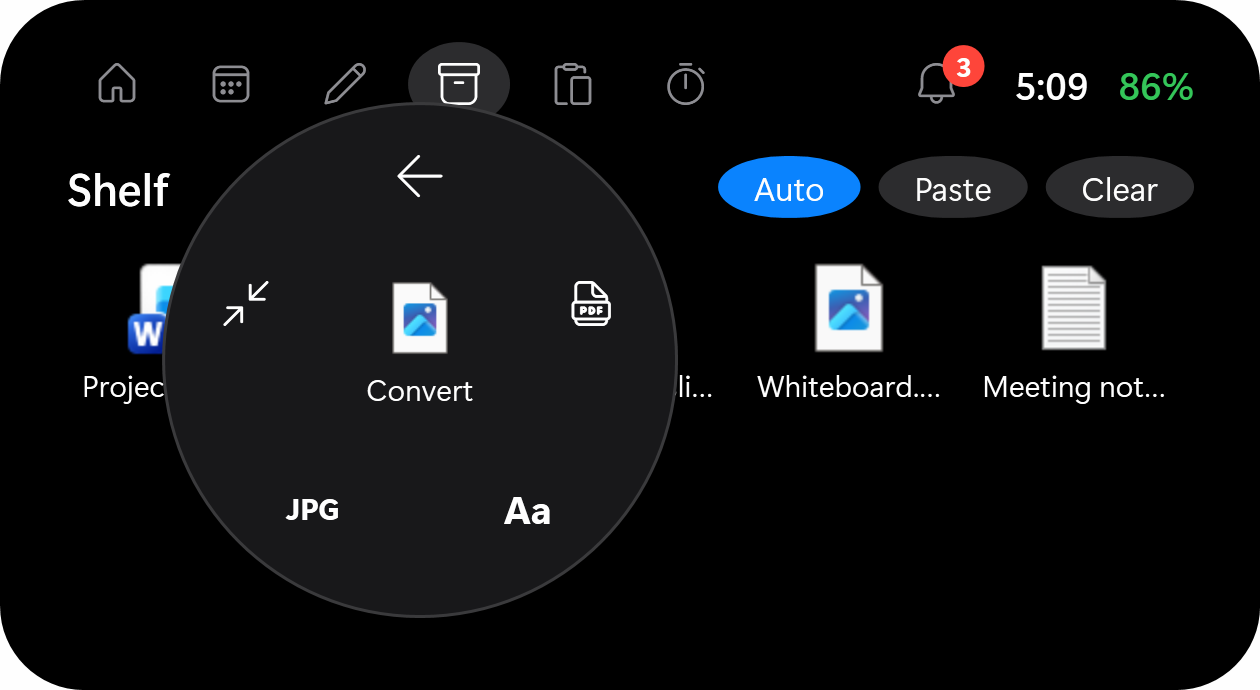 3
5:09
86%
Shelf
Auto
Paste
Clear
PDF
W
Convert
Projec
li...
Whiteboard....
Meeting not...
JPG
Aa